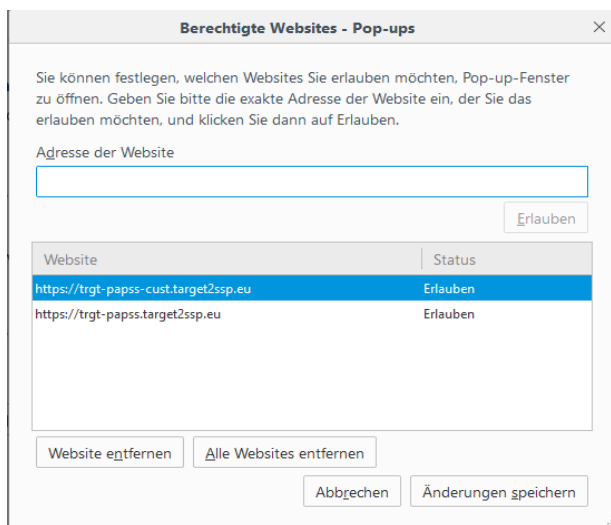 Berechtigte Websites - Pop-ups
Sie können festlegen, welchen Websites Sie erlauben möchten, Pop-up-Fenster
zu öffnen. Geben Sie bitte die exakte Adresse der Website ein, der Sie das
erlauben möchten, und klicken Sie dann auf Erlauben.
Adresse der Website
Erlauben
Website Status
https://trgt-papss-cust.target2ssp.eu Erlauben
https://trgt-papss.target2ssp.eu Erlauben
Website entfernen Alle Websites entfernen
Abbrechen Änderungen speichern